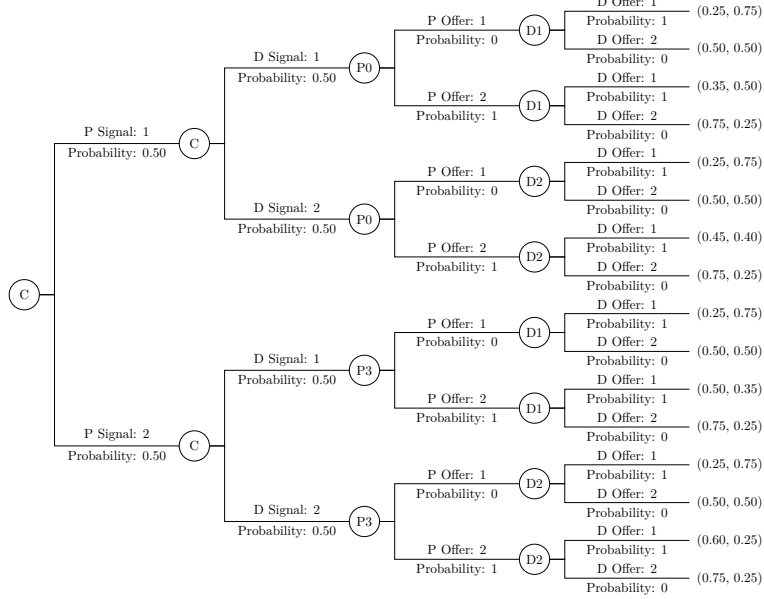 D Offer: 1
(0.25, 0.75)
P Offer: 1
Probability: 1
Probability: 0
D1
D Offer: 2
(0.50, 0.50)
Probability: 0
D Signal: 1
Probability: 0.50
P0
D Offer: 1
(0.35, 0.50)
P Offer: 2
Probability: 1
Probability: 1
D1
D Offer: 2
(0.75, 0.25)
Probability: 0
P Signal: 1
Probability: 0.50
C
D Offer: 1
(0.25, 0.75)
P Offer: 1
Probability: 1
Probability: 0
D2
D Offer: 2
(0.50, 0.50)
Probability: 0
D Signal: 2
Probability: 0.50
P0
D Offer: 1
(0.45, 0.40)
P Offer: 2
Probability: 1
Probability: 1
D2
D Offer: 2
(0.75, 0.25)
Probability: 0
C
D Offer: 1
(0.25, 0.75)
P Offer: 1
Probability: 1
Probability: 0
D1
D Offer: 2
(0.50, 0.50)
Probability: 0
D Signal: 1
Probability: 0.50
P3
D Offer: 1
(0.50, 0.35)
P Offer: 2
Probability: 1
Probability: 1
D1
D Offer: 2
(0.75, 0.25)
Probability: 0
P Signal: 2
Probability: 0.50
C
D Offer: 1
(0.25, 0.75)
P Offer: 1
Probability: 1
Probability: 0
D2
D Offer: 2
(0.50, 0.50)
Probability: 0
D Signal: 2
Probability: 0.50
P3
D Offer: 1
(0.60, 0.25)
P Offer: 2
Probability: 1
Probability: 1
D2
D Offer: 2
(0.75, 0.25)
Probability: 0